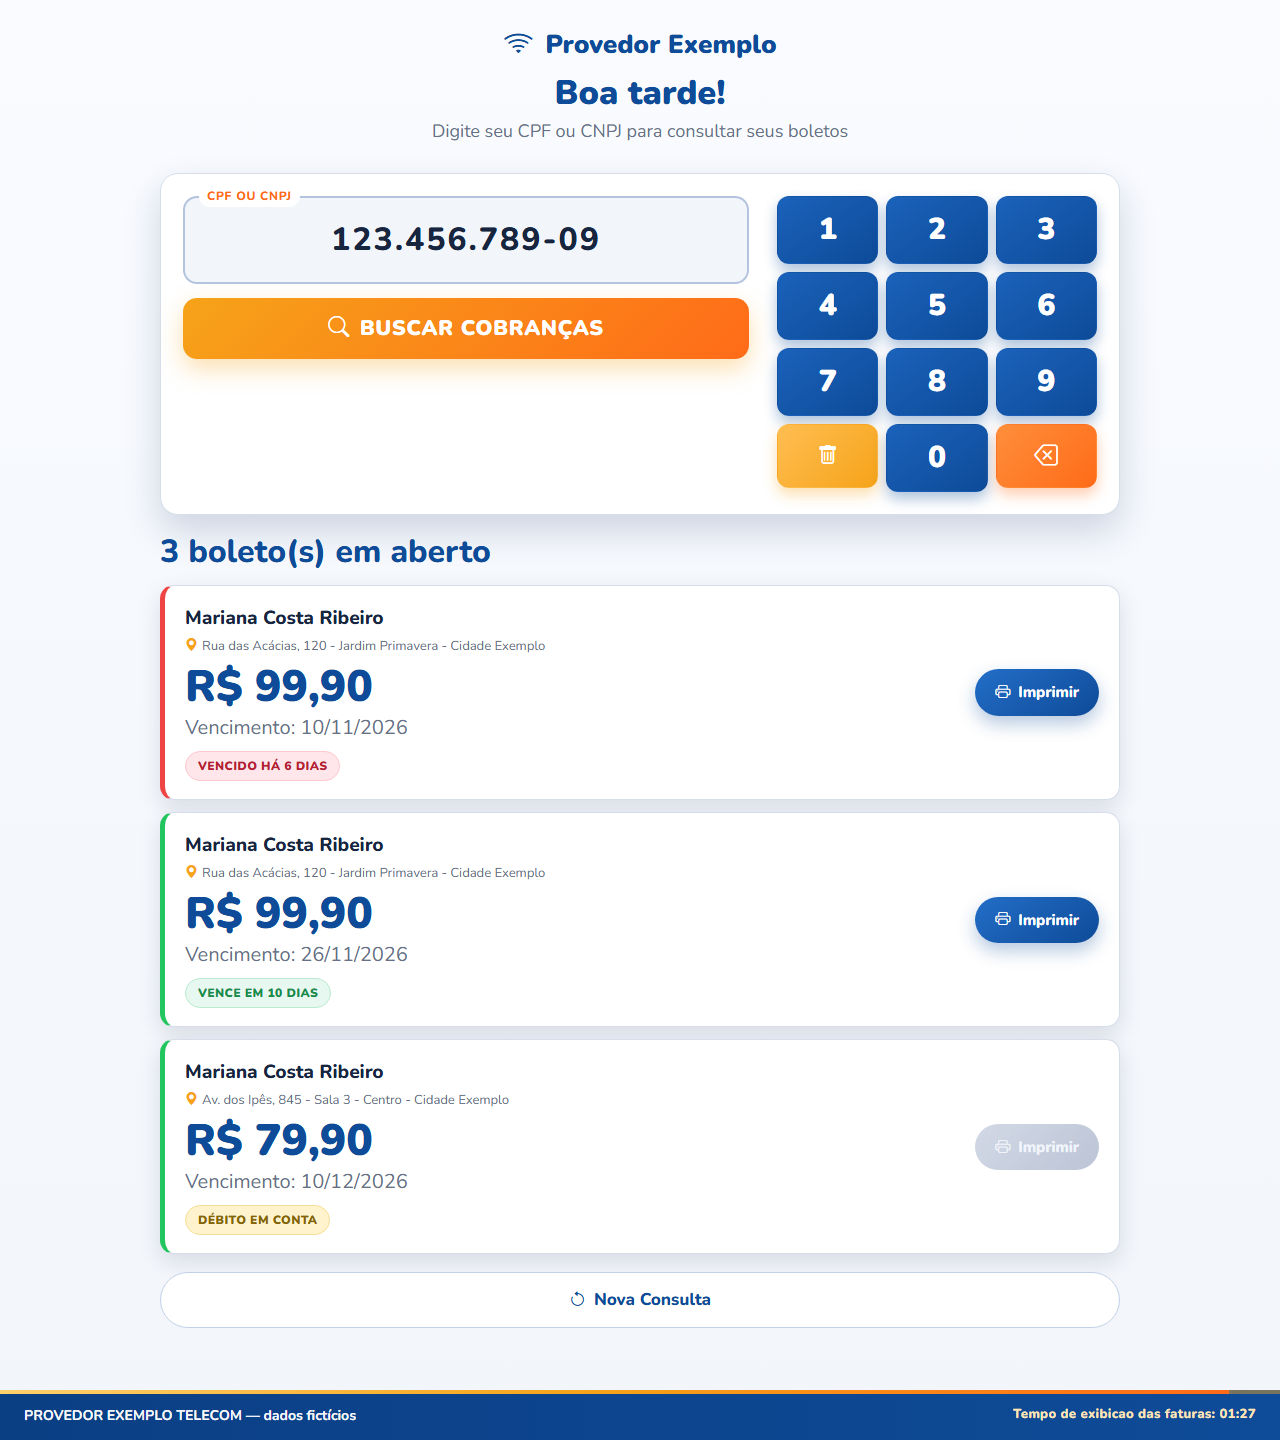 Provedor Exemplo
Boa tarde!
Digite seu CPF ou CNPJ para consultar seus boletos
CPF OU CNPJ
123.456.789-09
BUSCAR COBRANÇAS
1 2 3
4 5 6
7 8 9
0
3 boleto(s) em aberto
Mariana Costa Ribeiro
Rua das Acácias, 120 - Jardim Primavera - Cidade Exemplo
R$ 99,90
Imprimir
Vencimento: 10/11/2026
VENCIDO HÁ 6 DIAS
Mariana Costa Ribeiro
Rua das Acácias, 120 - Jardim Primavera - Cidade Exemplo
R$ 99,90
Imprimir
Vencimento: 26/11/2026
VENCE EM 10 DIAS
Mariana Costa Ribeiro
Av. dos Ipês, 845 - Sala 3 - Centro - Cidade Exemplo
R$ 79,90
Imprimir
Vencimento: 10/12/2026
DÉBITO EM CONTA
Nova Consulta
PROVEDOR EXEMPLO TELECOM — dados fictícios
Tempo de exibicao das faturas: 01:27